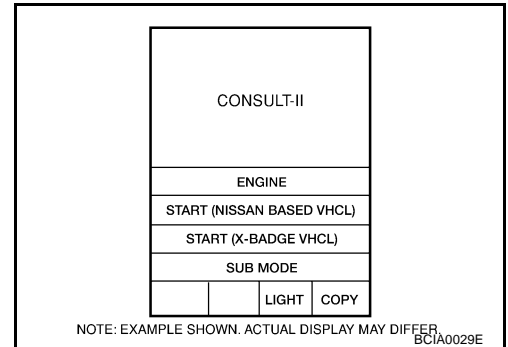 CONSULT-II
ENGINE
START (NISSAN BASED VHCL)
START (X-BADGE VHCL)
SUB MODE
LIGHT COPY
NOTE: EXAMPLE SHOWN. ACTUAL DISPLAY MAY DIFFER.
BCIA0029E